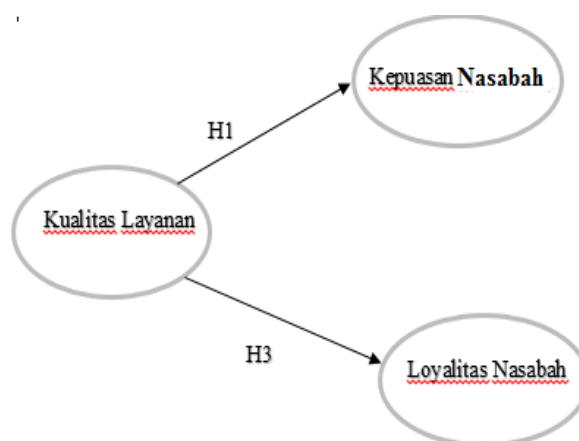 Kepuasan Nasabah
H1
Kualitas Layanan
H3
Loyalitas Nasabah